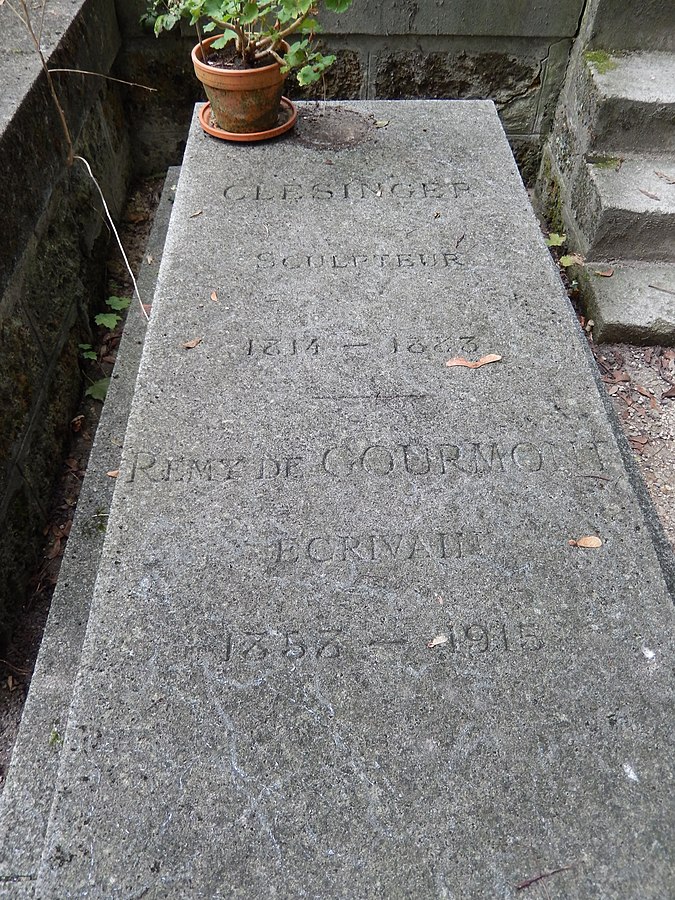 CLESINGER
SCULPTEUR
1814 – 1883
REMY DE GOURMONT
ECRIVAIN
1858 – 1915